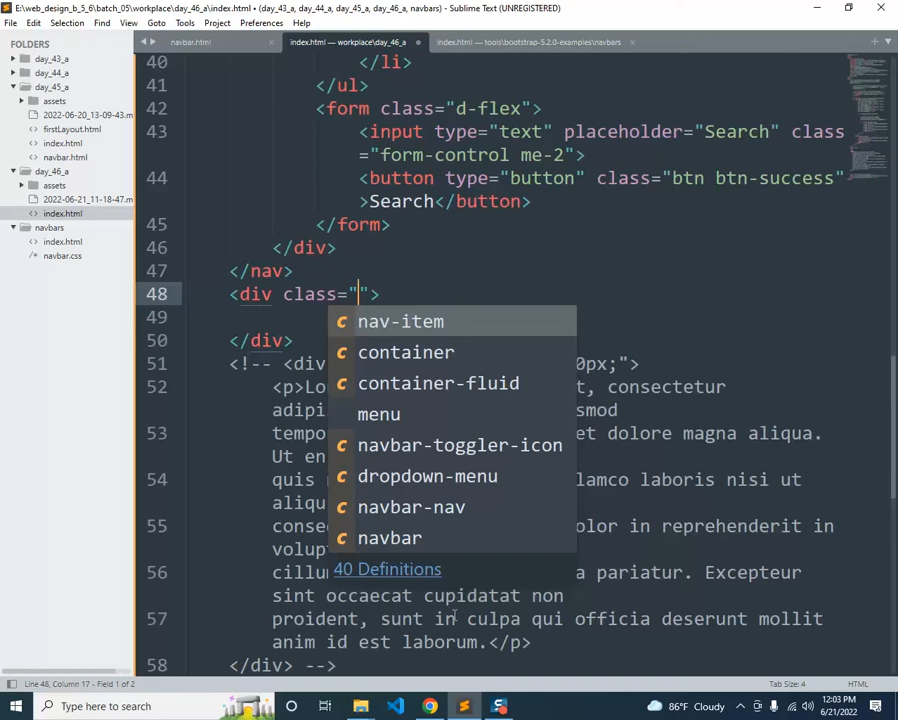 E:\web_design_b_5_6\batch_05\index.html • (day_43_a, day_44_a, day_45_a, day_46_a, navbars) - Sublime Text (UNREGISTERED)
File Edit Selection Find View Goto Tools Project Preferences Help
FOLDERS
navbar.html
index.html — workplace\day_46_a
index.html — tools\bootstrap-5.2.0-examples\navbars
day_43_a
day_44_a
day_45_a
assets
2022-06-20_13-09-43.m
firstLayout.html
index.html
navbar.html
day_46_a
assets
2022-06-21_11-18-47.m
index.html
navbars
index.html
navbar.css
40 </li>
41 </ul>
42 <form class="d-flex">
43 <input type="text" placeholder="Search" class
="form-control me-2">
44 <button type="button" class="btn btn-success"
>Search</button>
45 </form>
46 </div>
47 </nav>
48 <div class="">
49
50 </div>
51 <!-- <div 0px;">
52 <p>Lo t, consectetur
adipi smod
53 tempo et dolore magna aliqua.
Ut en
54 quis lamco laboris nisi ut
aliqu
55 conse olor in reprehenderit in
volup
56 cillu a pariatur. Excepteur
sint occaecat cupidatat non
57 proident, sunt in culpa qui officia deserunt mollit
anim id est laborum.</p>
58 </div> -->
c nav-item
c container
c container-fluid
menu
c navbar-toggler-icon
c dropdown-menu
c navbar-nav
c navbar
40 Definitions
Line 48, Column 17 - Field 1 of 2
Tab Size: 4
HTML
Type here to search
86°F Cloudy
12:03 PM
6/21/2022